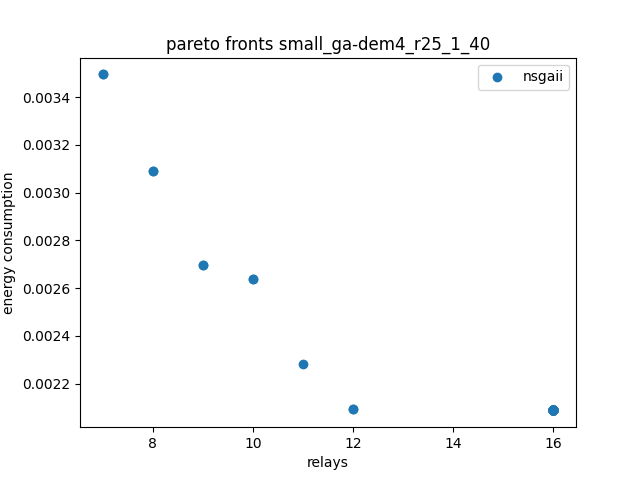 pareto fronts small_ga-dem4_r25_1_40
nsgaii
0.0034
0.0032
0.0030
0.0028
0.0026
0.0024
0.0022
energy consumption
8 10 12 14 16
relays